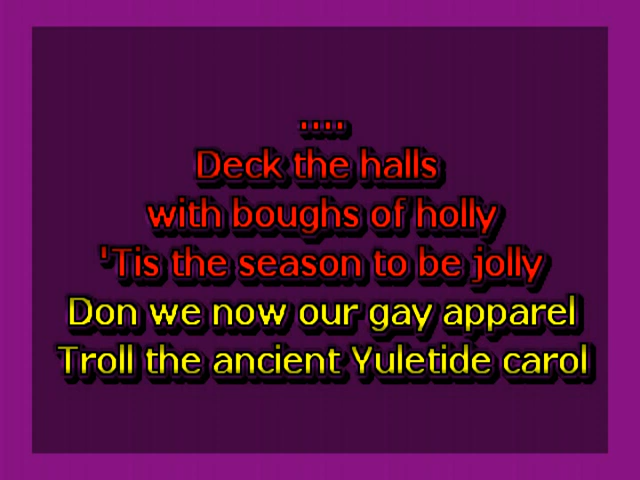 ....
Deck the halls
with boughs of holly
'Tis the season to be jolly
Don we now our gay apparel
Troll the ancient Yuletide carol